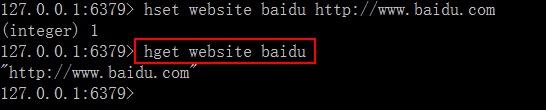 127.0.0.1:6379> hset website baidu http://www.baidu.com
(integer) 1
127.0.0.1:6379> hget website baidu
"http://www.baidu.com"
127.0.0.1:6379>